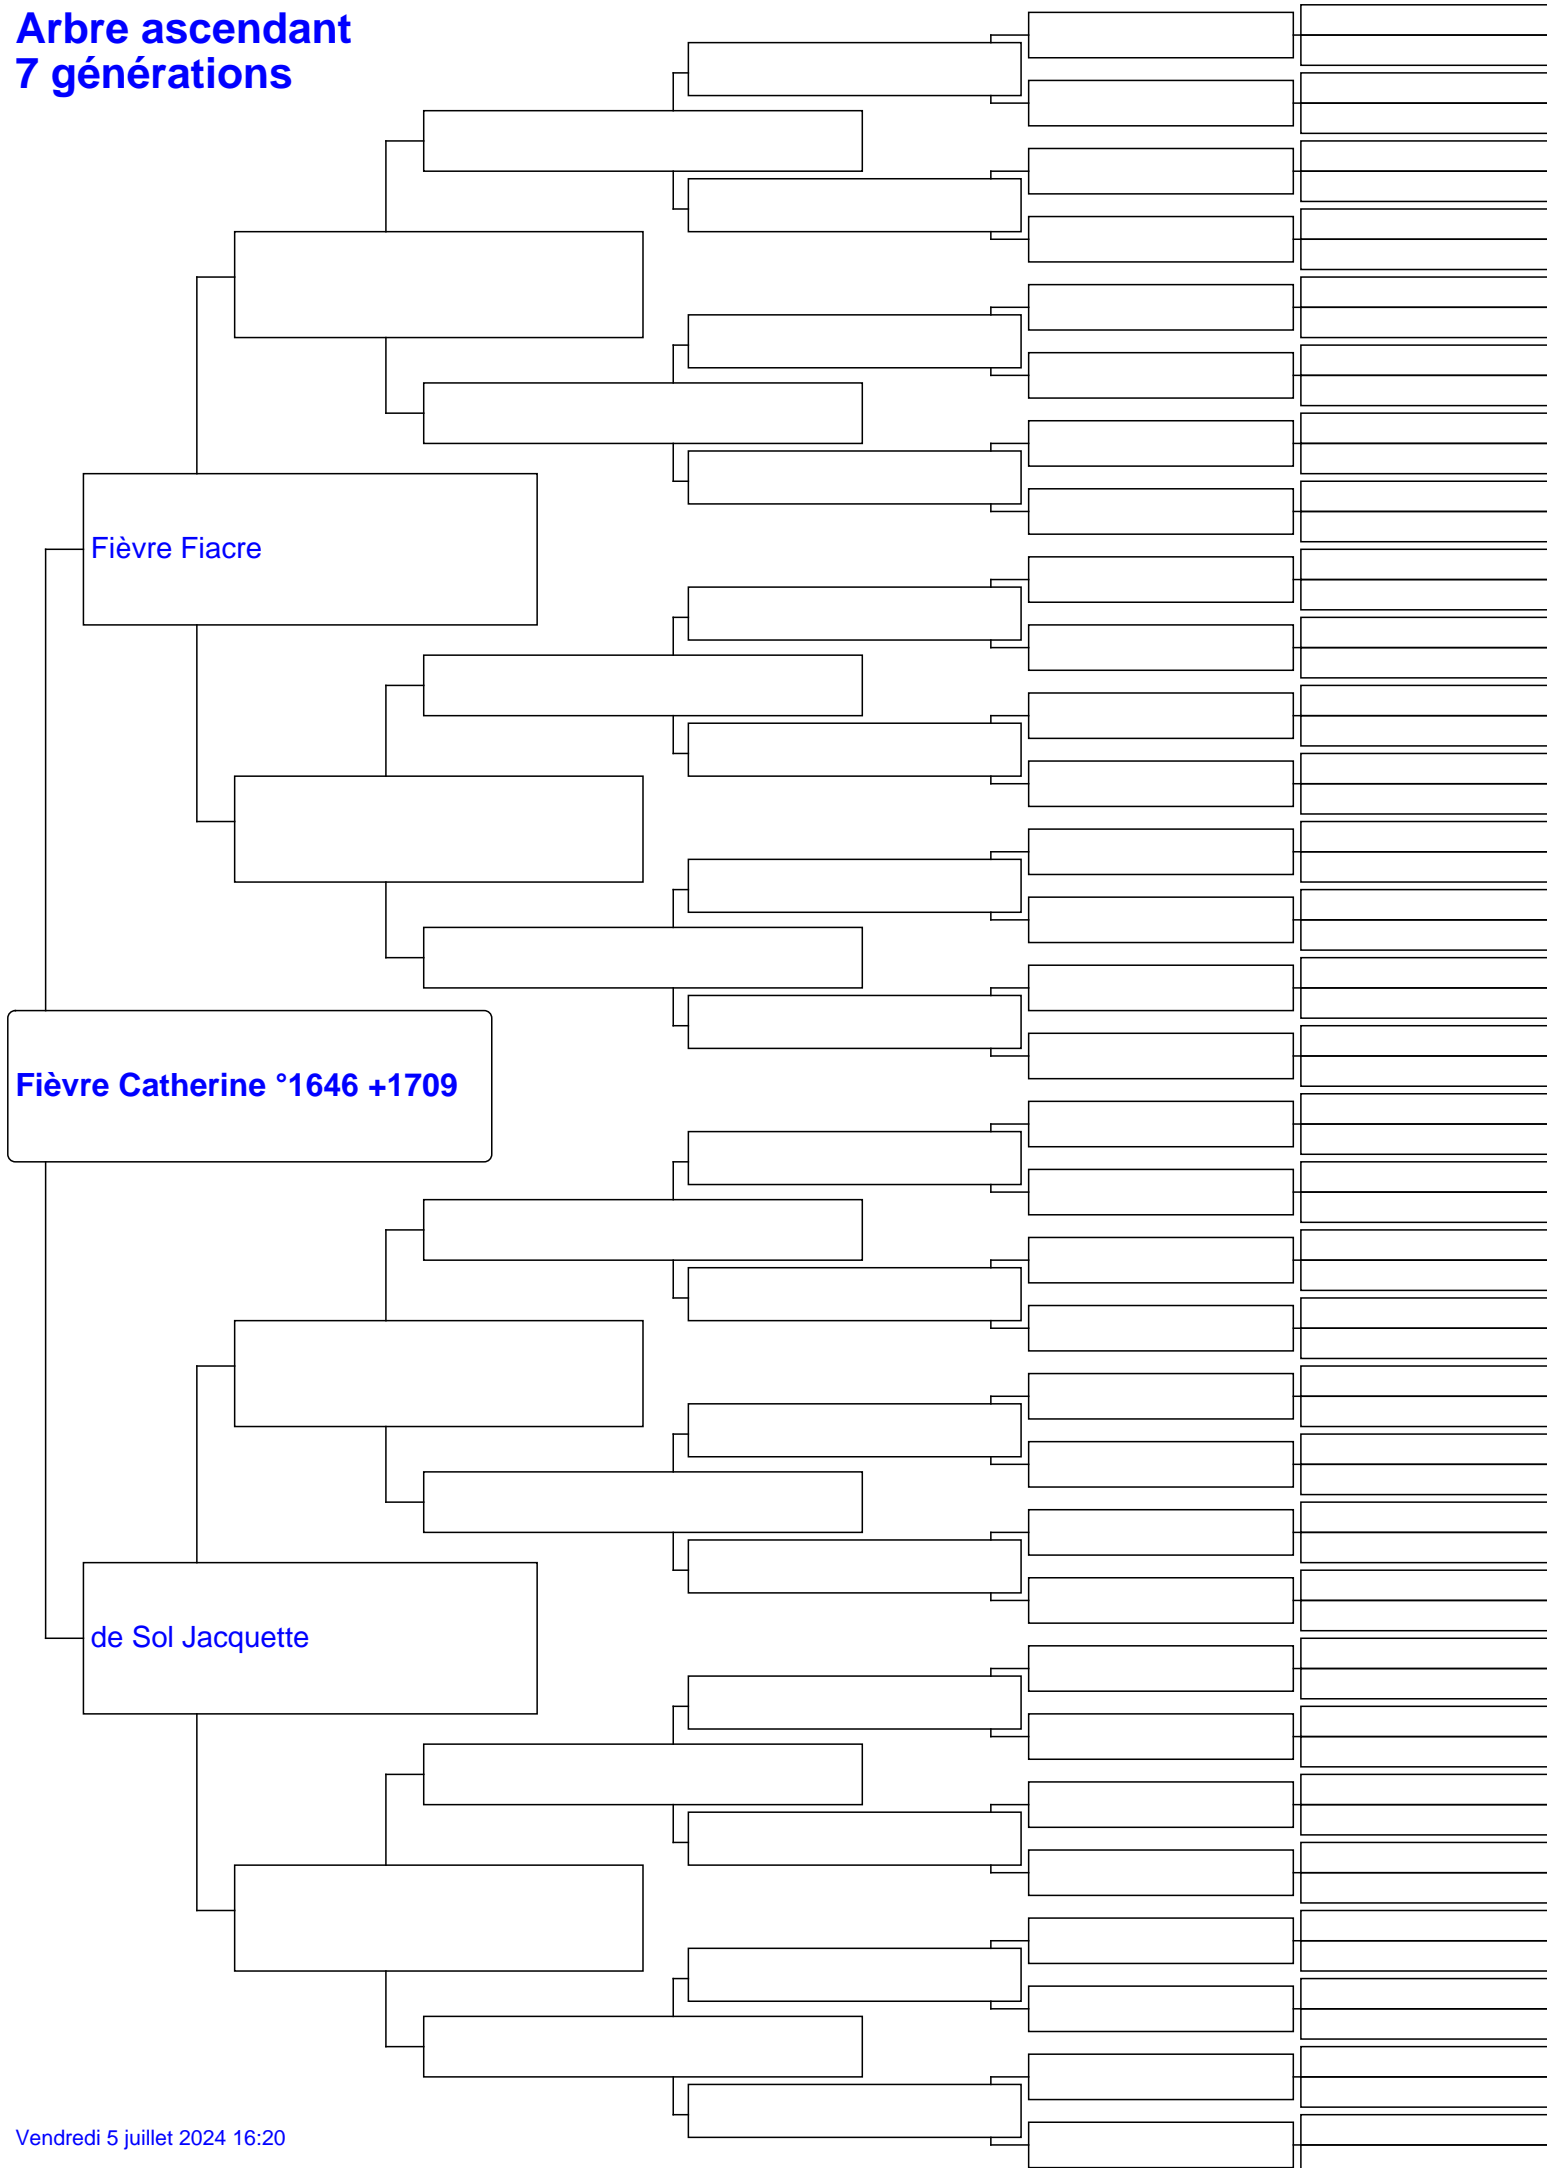 Arbre ascendant
7 générations
Fièvre Fiacre
Fièvre Catherine °1646 +1709
de Sol Jacquette
Vendredi 5 juillet 2024 16:20